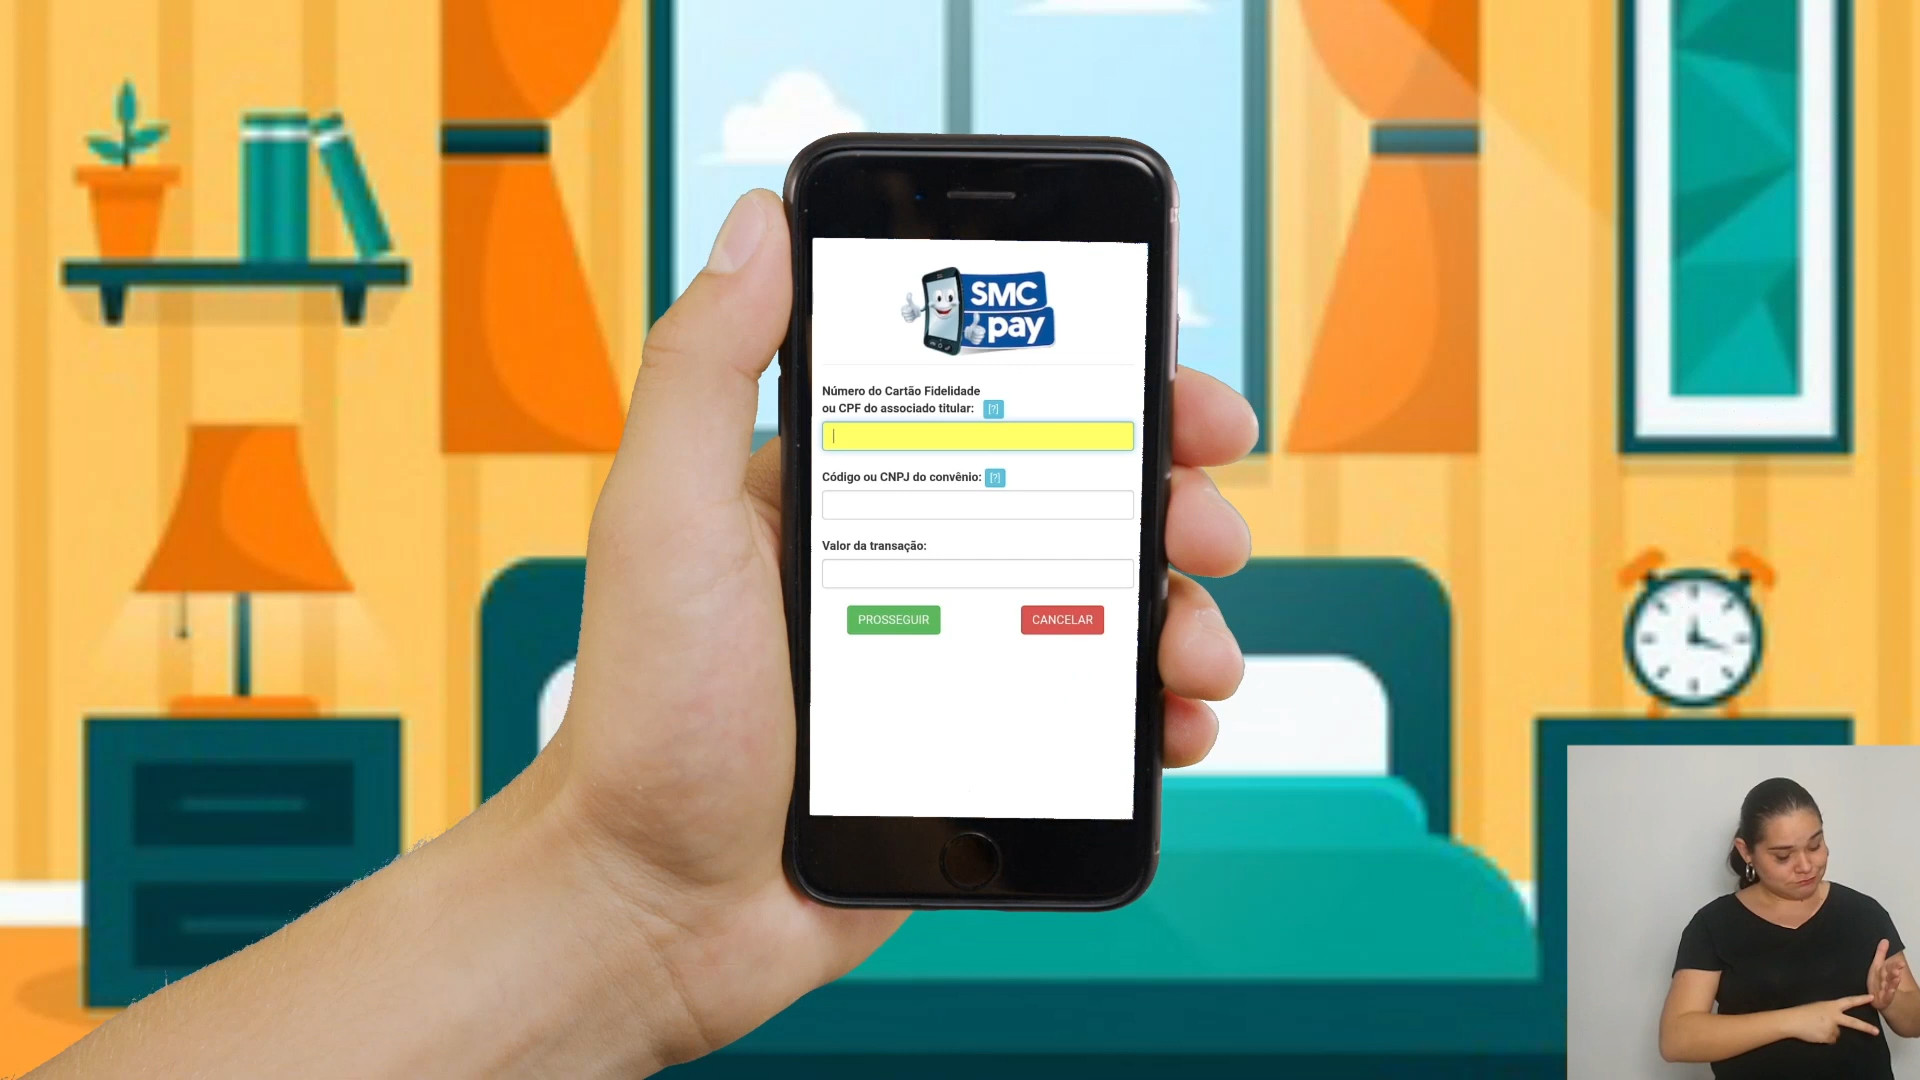 SMC
pay
Número do Cartão Fidelidade
ou CPF do associado titular: [?]
Código ou CNPJ do convênio: [?]
Valor da transação:
PROSSEGUIR CANCELAR